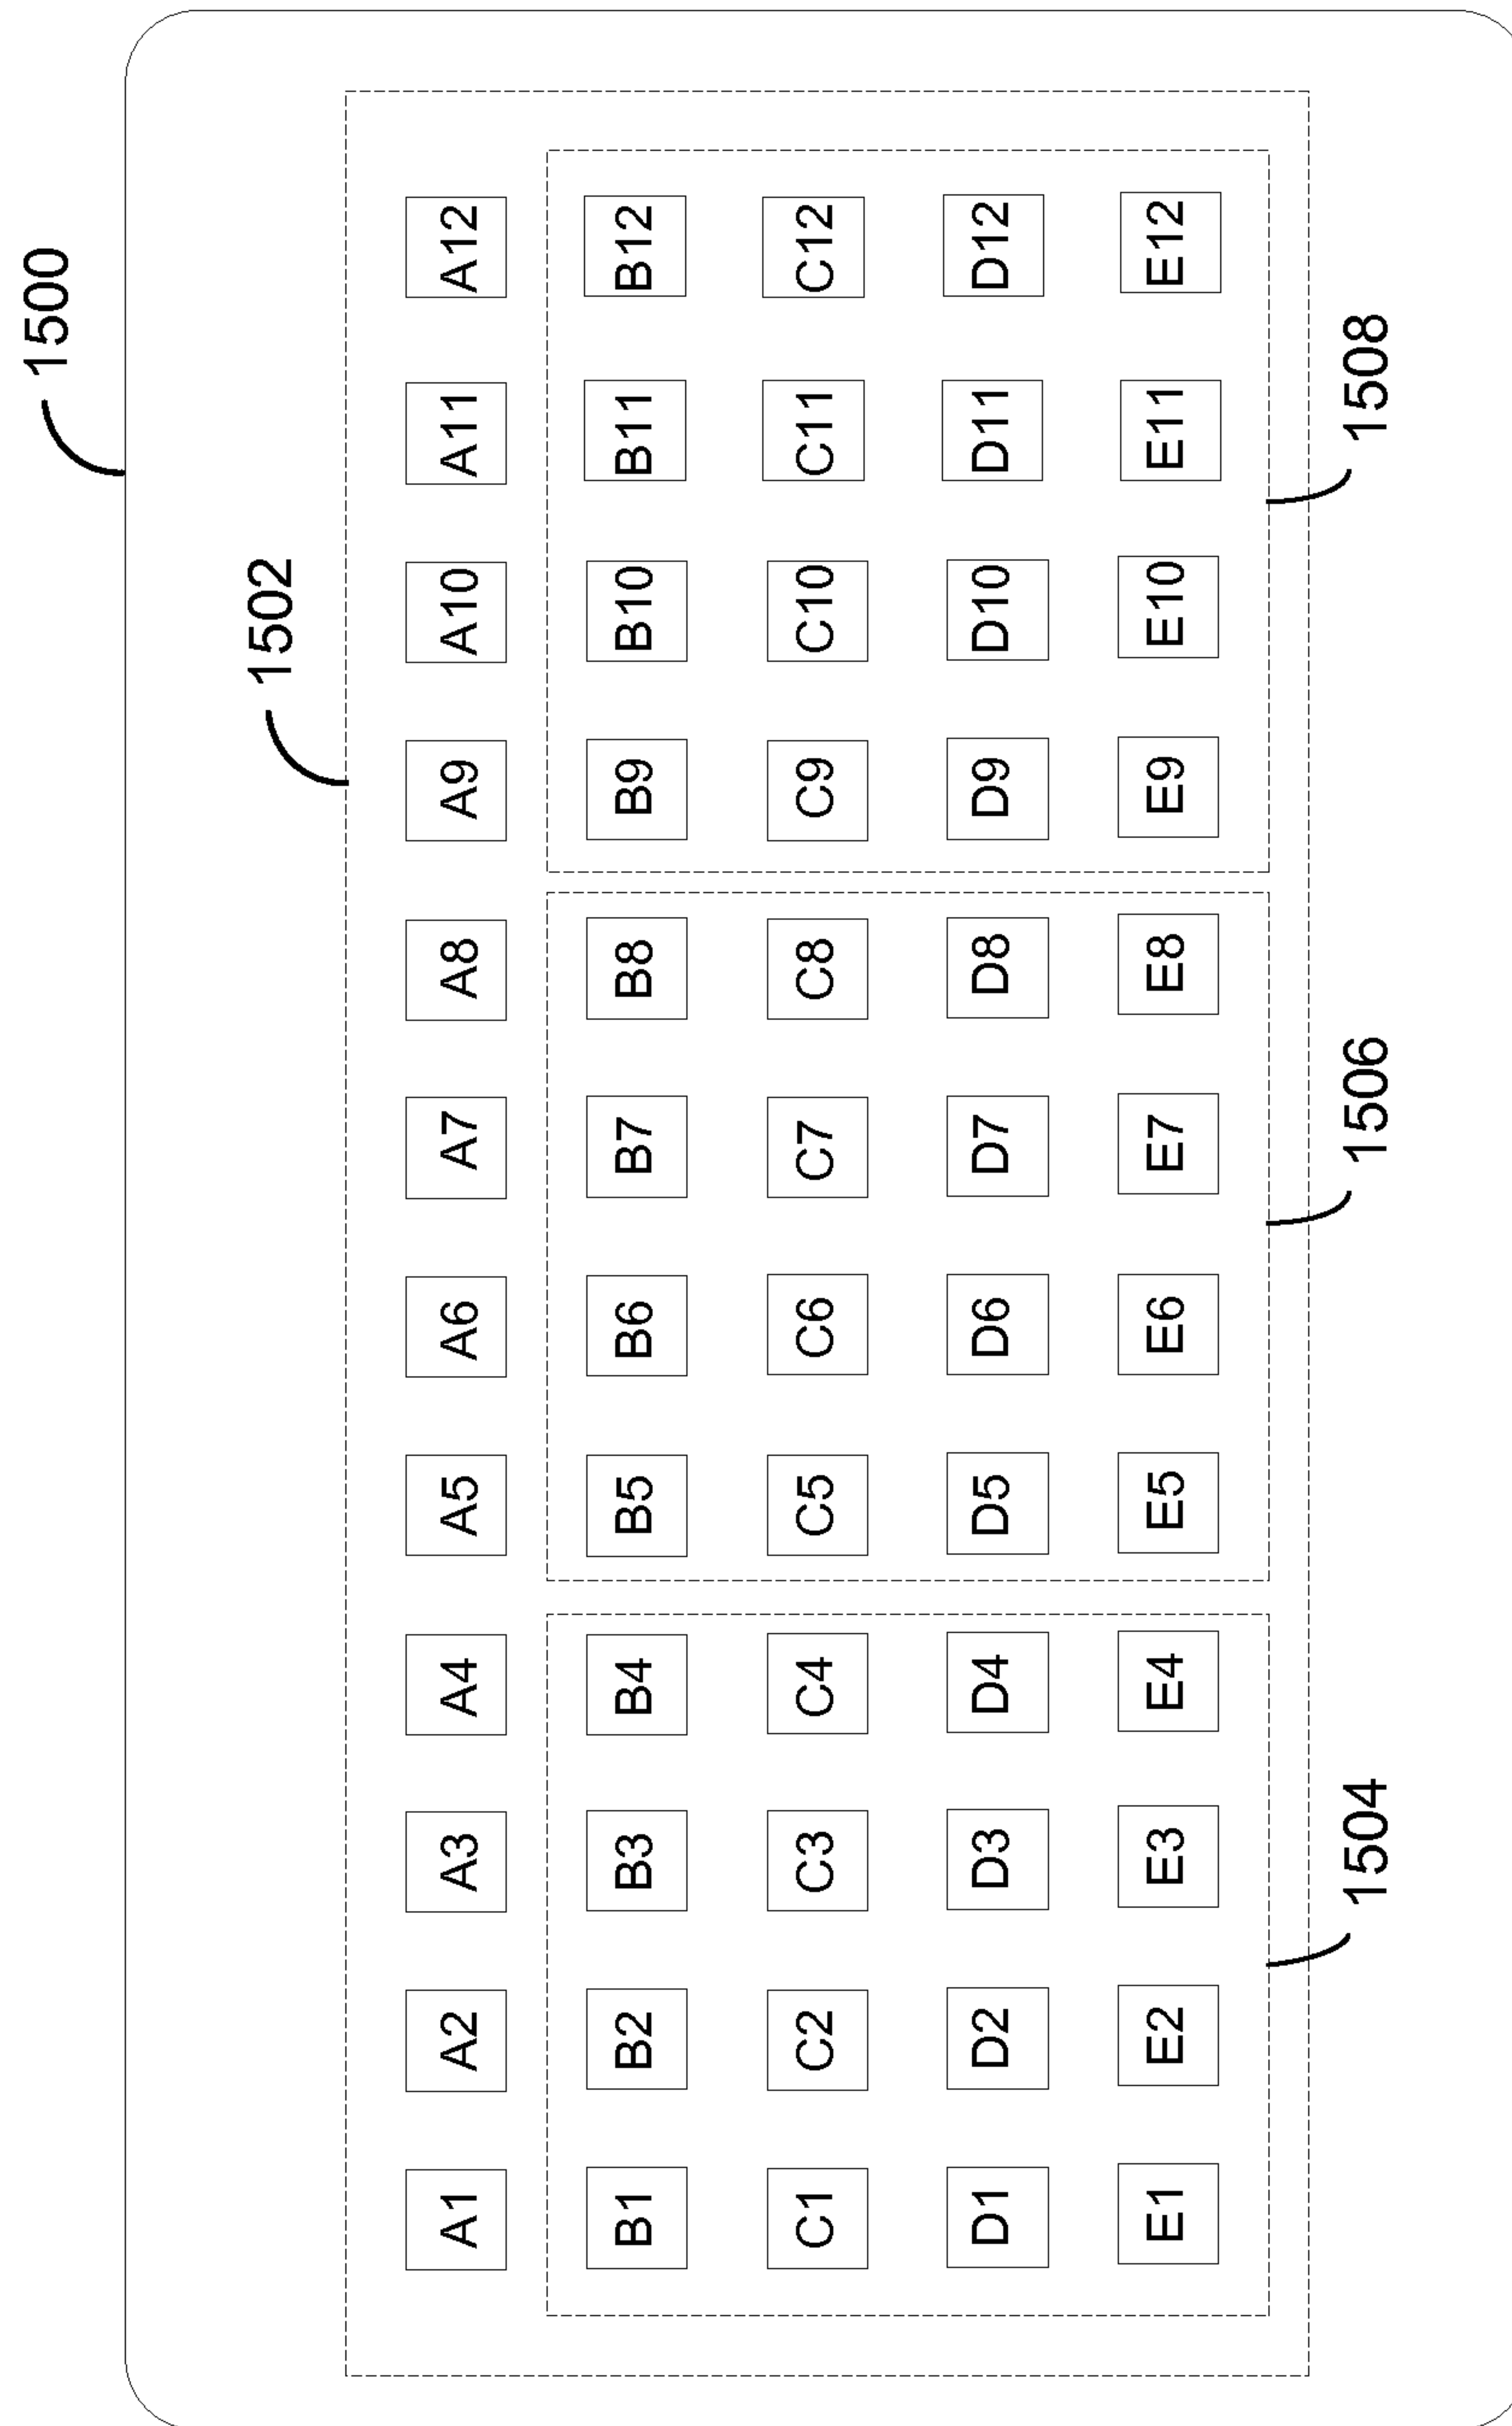 1500
1502
A1 A2 A3 A4 A5 A6 A7 A8 A9 A10 A11 A12
B1 B2 B3 B4 B5 B6 B7 B8 B9 B10 B11 B12
C1 C2 C3 C4 C5 C6 C7 C8 C9 C10 C11 C12
D1 D2 D3 D4 D5 D6 D7 D8 D9 D10 D11 D12
E1 E2 E3 E4 E5 E6 E7 E8 E9 E10 E11 E12
1504 1506 1508